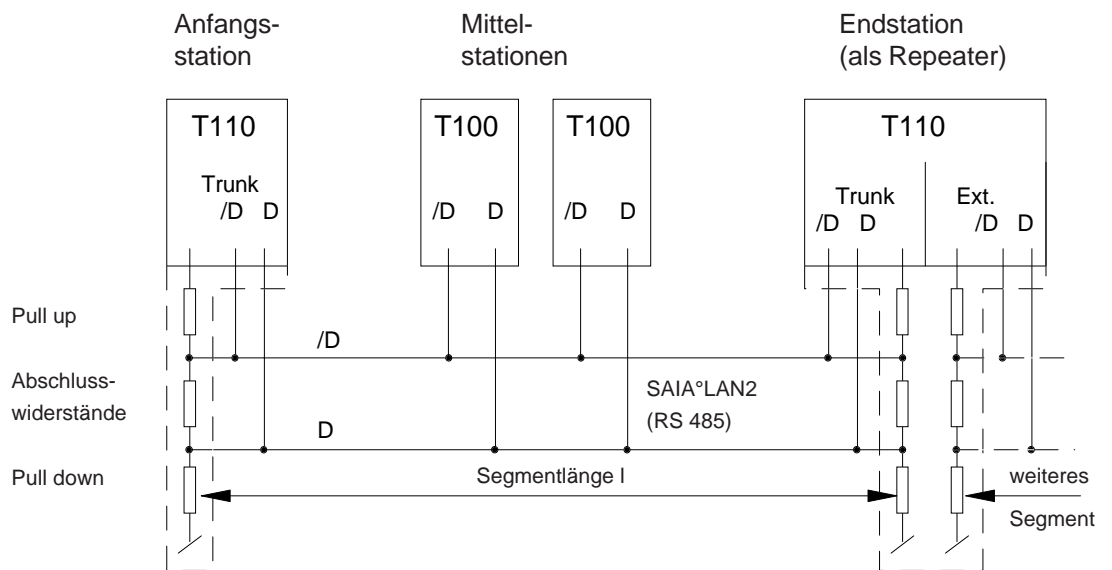 Anfangs-
station
Mittel-
stationen
Endstation
(als Repeater)
T110
T100
T100
T110
Trunk
/D D
/D D
/D D
Trunk
/D D
Ext.
/D D
Pull up
/D
Abschluss-
widerstände
SAIA°LAN2
(RS 485)
D
Pull down
Segmentlänge l
weiteres
Segment